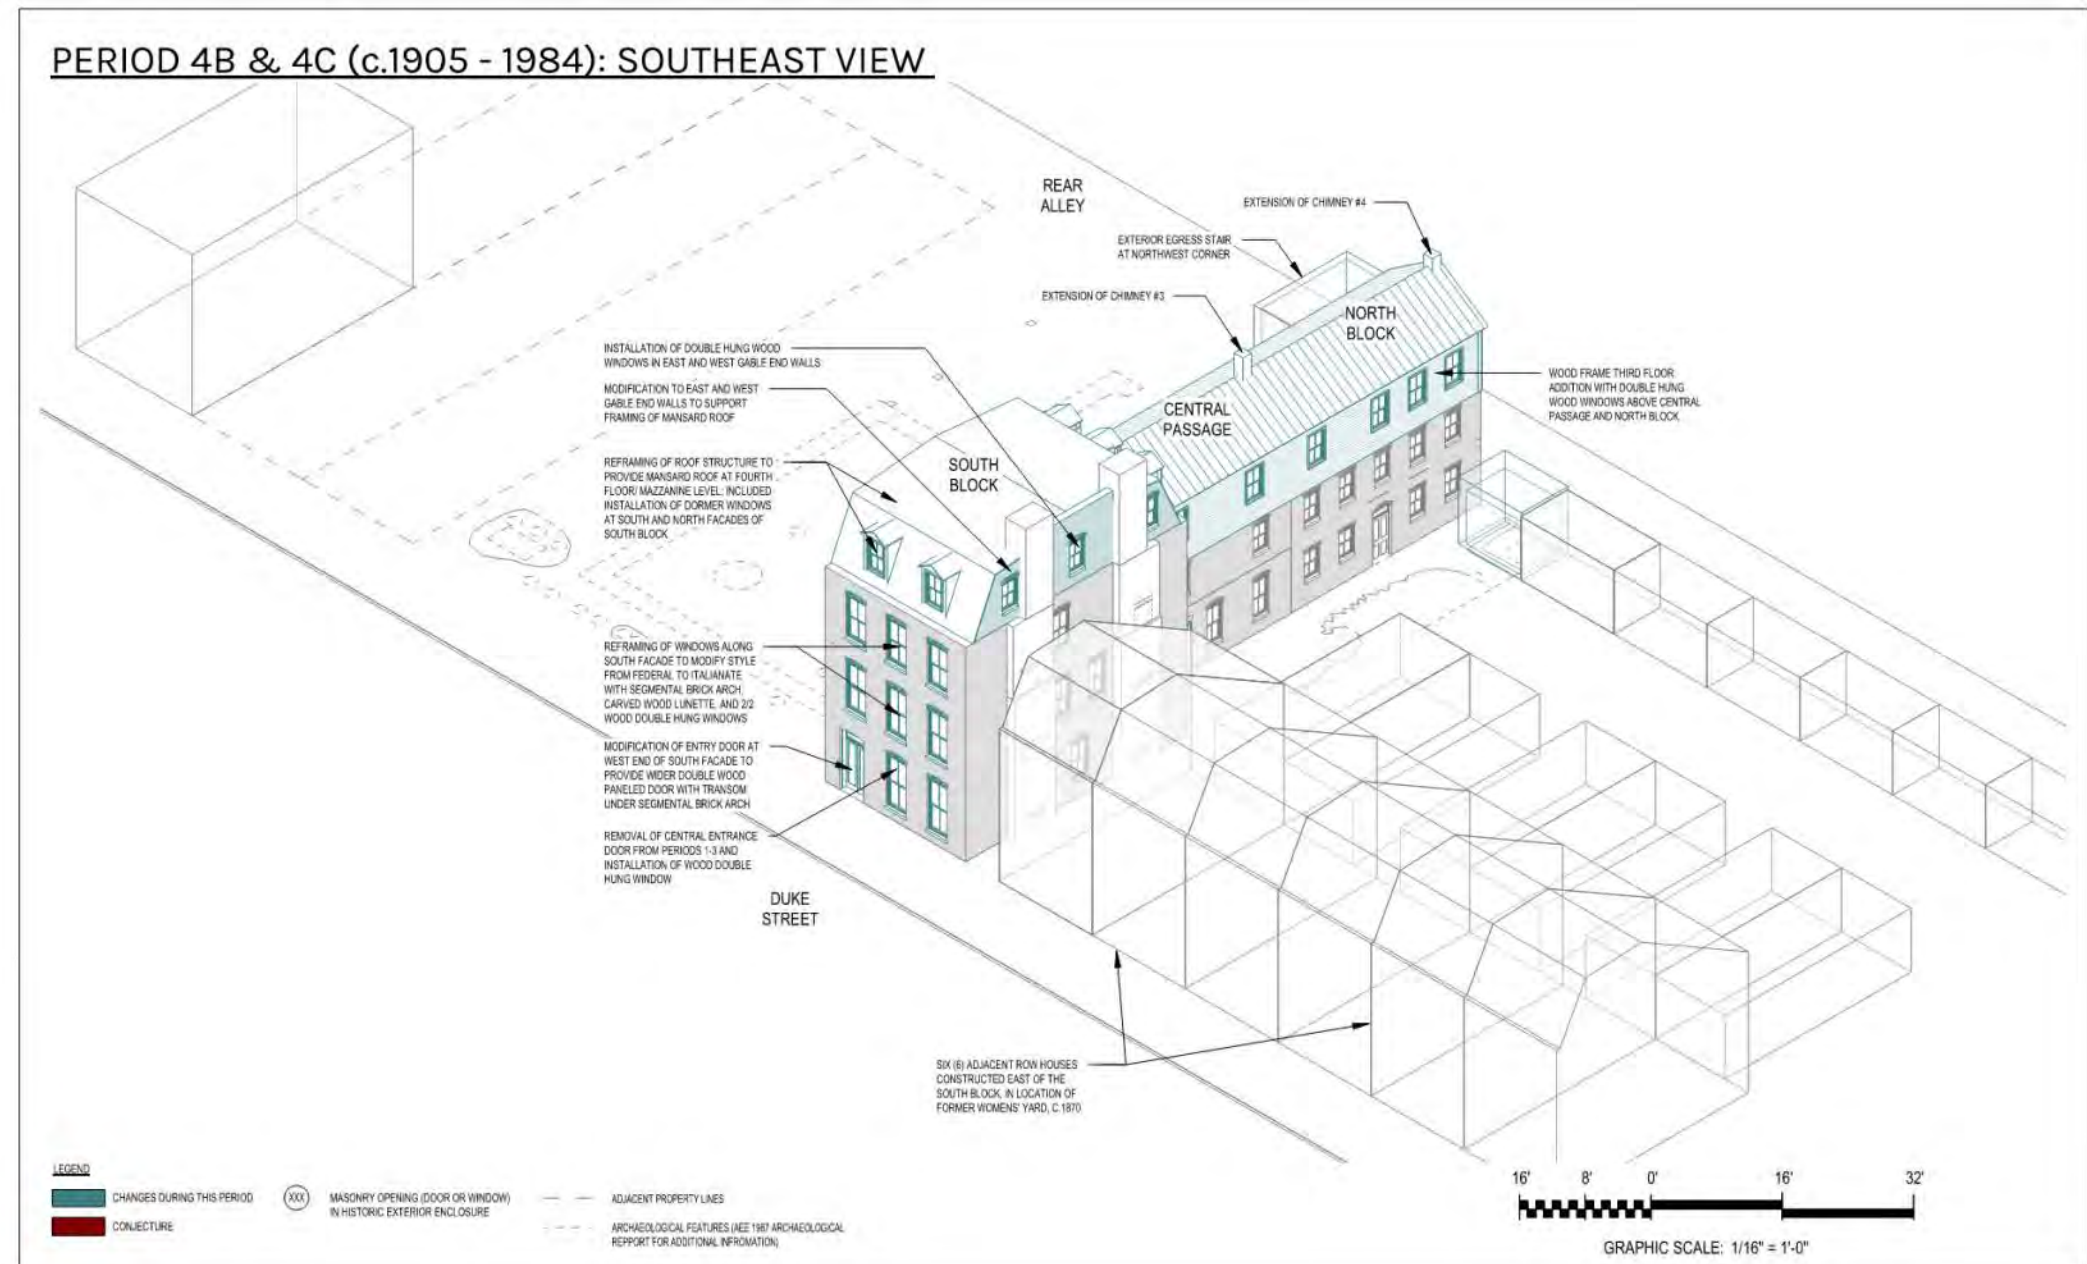 PERIOD 4B & 4C (c.1905 - 1984): SOUTHEAST VIEW
REAR
ALLEY
EXTENSION OF CHIMNEY #4
EXTERIOR EGRESS STAIR
AT NORTHWEST CORNER
EXTENSION OF CHIMNEY #3
NORTH
BLOCK
INSTALLATION OF DOUBLE HUNG WOOD
WINDOWS IN EAST AND WEST GABLE END WALLS
MODIFICATION TO EAST AND WEST
GABLE END WALLS TO SUPPORT
FRAMING OF MANSARD ROOF
WOOD FRAME THIRD FLOOR
ADDITION WITH DOUBLE HUNG
WOOD WINDOWS ABOVE CENTRAL
PASSAGE AND NORTH BLOCK
CENTRAL
PASSAGE
SOUTH
BLOCK
REFRAMING OF ROOF STRUCTURE TO
PROVIDE MANSARD ROOF AT FOURTH
FLOOR/ MAZZANINE LEVEL; INCLUDED
INSTALLATION OF DORMER WINDOWS
AT SOUTH AND NORTH FACADES OF
SOUTH BLOCK
REFRAMING OF WINDOWS ALONG
SOUTH FACADE TO MODIFY STYLE
FROM FEDERAL TO ITALIANATE
WITH SEGMENTAL BRICK ARCH,
CARVED WOOD LUNETTE, AND 2/2
WOOD DOUBLE HUNG WINDOWS
MODIFICATION OF ENTRY DOOR AT
WEST END OF SOUTH FACADE TO
PROVIDE WIDER DOUBLE WOOD
PANELED DOOR WITH TRANSOM
UNDER SEGMENTAL BRICK ARCH
REMOVAL OF CENTRAL ENTRANCE
DOOR FROM PERIODS 1-3 AND
INSTALLATION OF WOOD DOUBLE
HUNG WINDOW
DUKE
STREET
SIX (6) ADJACENT ROW HOUSES
CONSTRUCTED EAST OF THE
SOUTH BLOCK, IN LOCATION OF
FORMER WOMENS' YARD, C.1870
LEGEND
CHANGES DURING THIS PERIOD
CONJECTURE
XXX
MASONRY OPENING (DOOR OR WINDOW)
IN HISTORIC EXTERIOR ENCLOSURE
ADJACENT PROPERTY LINES
ARCHAEOLOGICAL FEATURES (AEE 1987 ARCHAEOLOGICAL
REPPORT FOR ADDITIONAL INFROMATION)
16' 8' 0' 16' 32'
GRAPHIC SCALE: 1/16" = 1'-0"